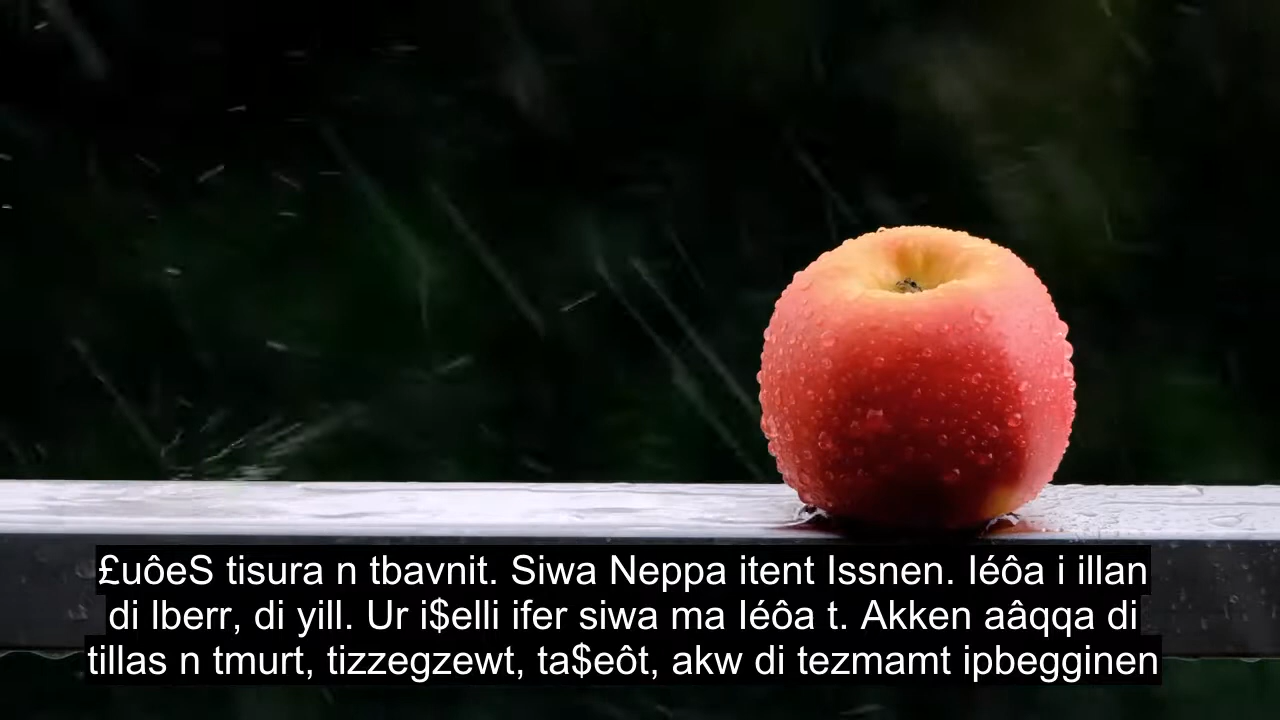 £uôeS tisura n tbavnit. Siwa Neppa itent Issnen. Iéôa i illan
di lberr, di yill. Ur i$elli ifer siwa ma Iéôa t. Akken aâqqa di
tillas n tmurt, tizzegzewt, ta$eôt, akw di tezmamt ipbegginen